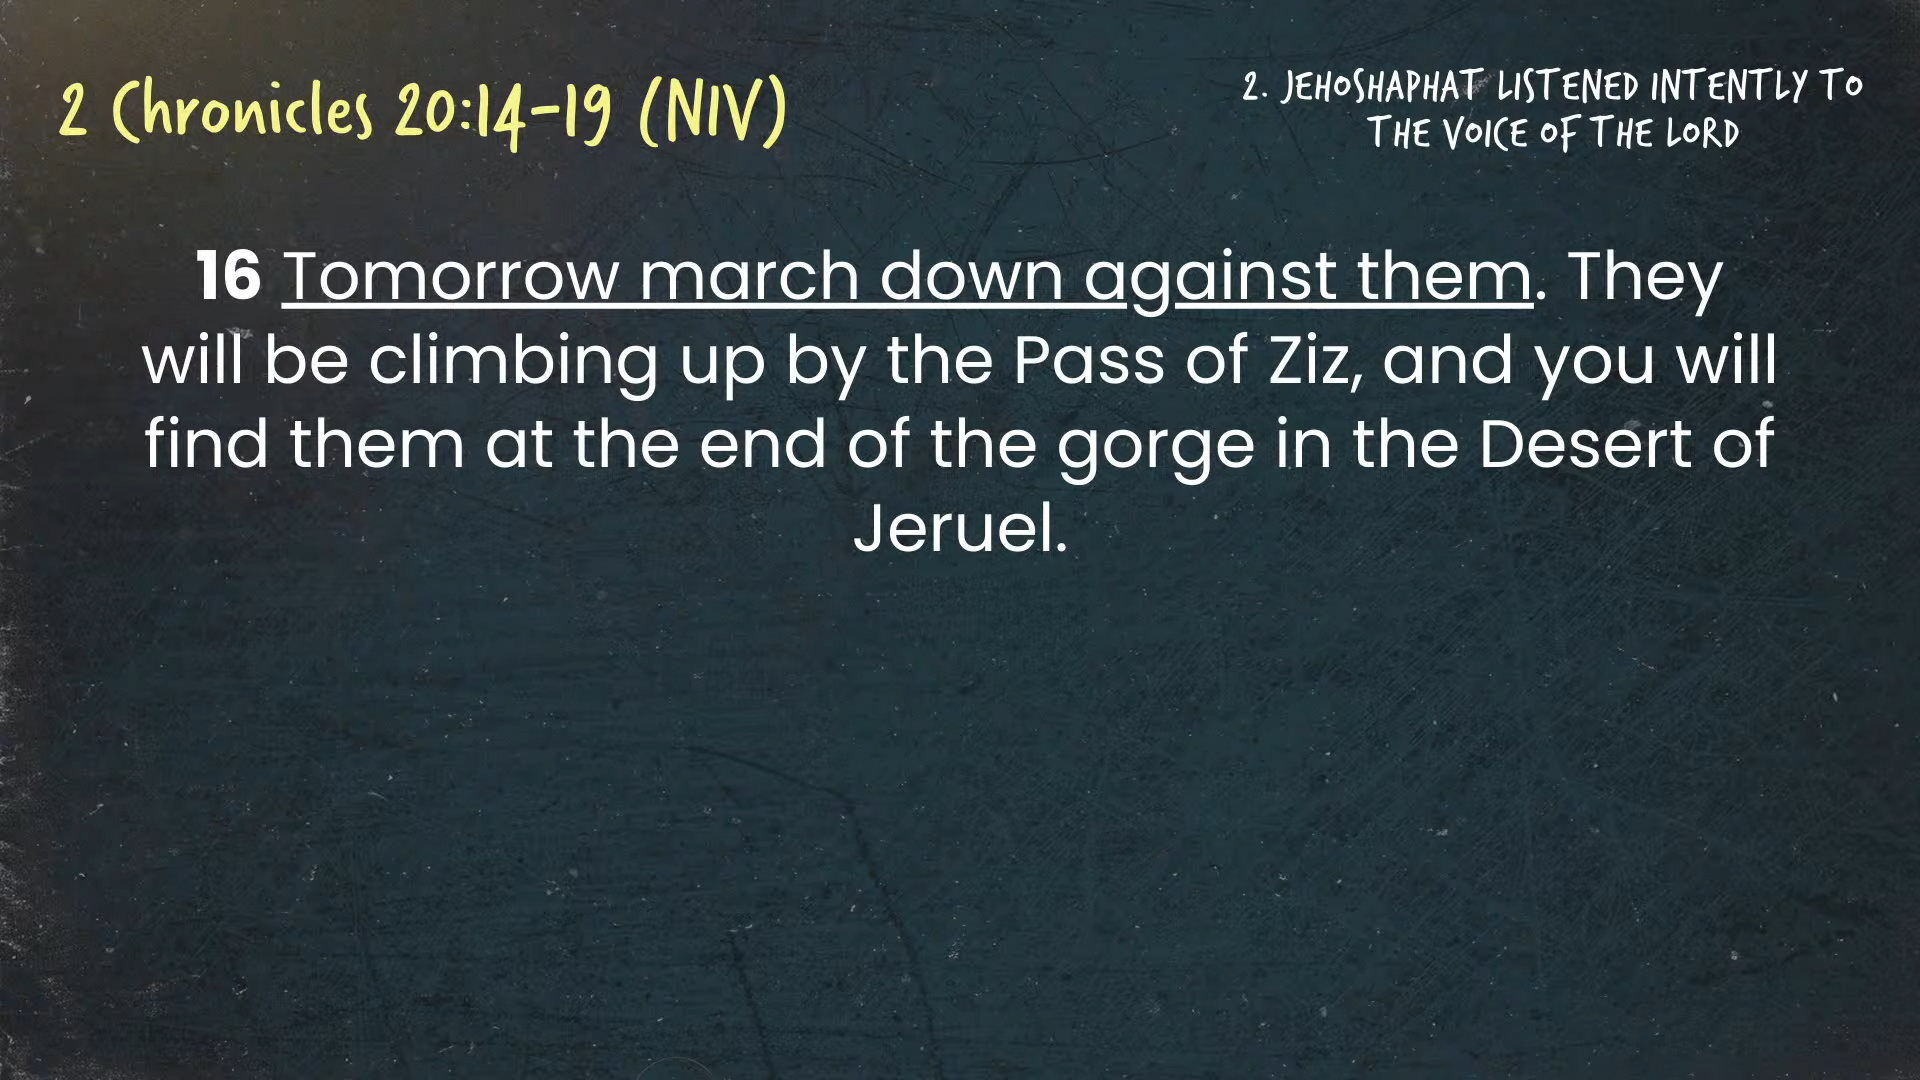 2 Chronicles 20:14-19 (NIV)
2. JEHOSHAPHAT LISTENED INTENTLY TO
THE VOICE OF THE LORD
16 Tomorrow march down against them. They
will be climbing up by the Pass of Ziz, and you will
find them at the end of the gorge in the Desert of
Jeruel.